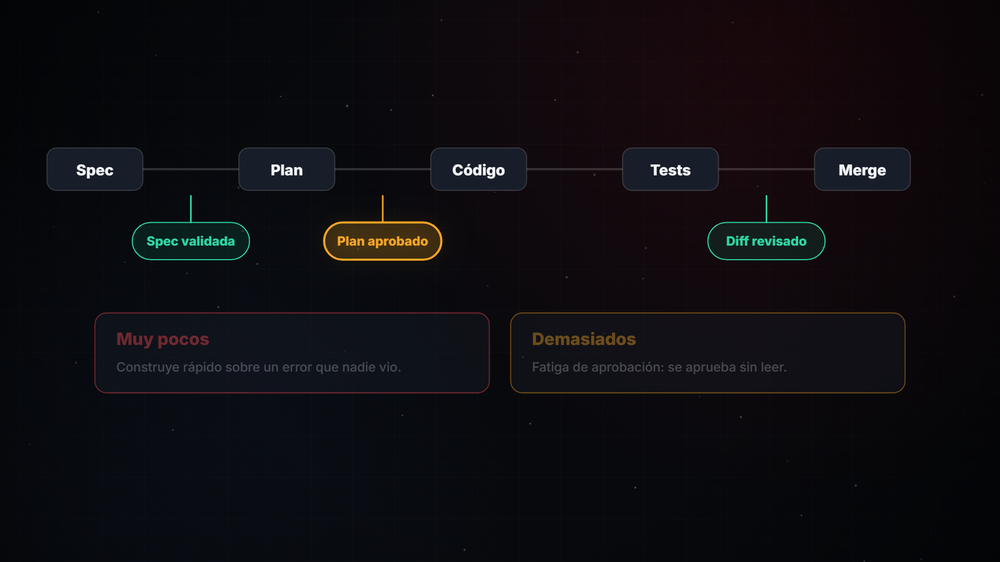 Spec
Plan
Código
Tests
Merge
Spec validada
Plan aprobado
Diff revisado
Muy pocos
Construye rápido sobre un error que nadie vio.
Demasiados
Fatiga de aprobación: se aprueba sin leer.